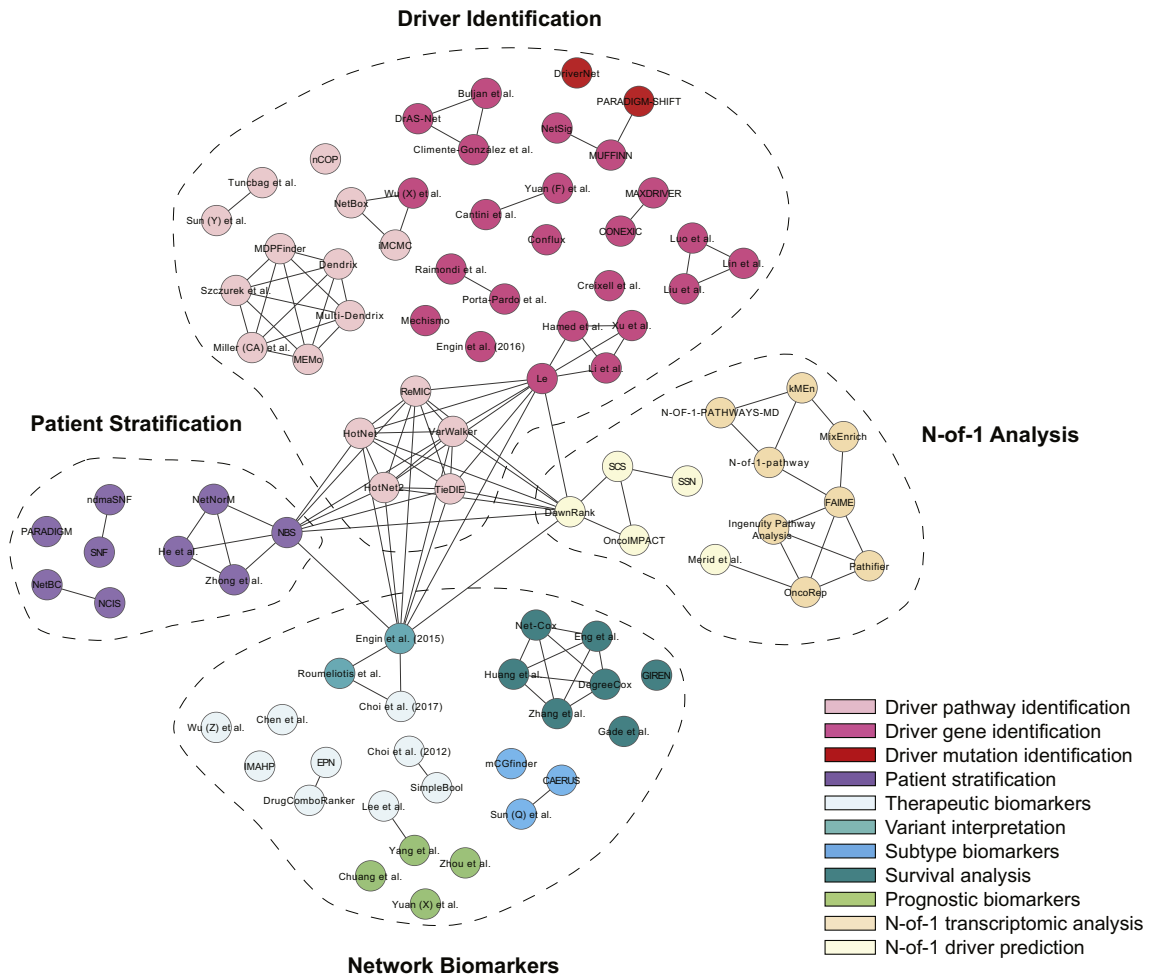 Driver Identification
DriverNet
Buljan et al.
PARADIGM-SHIFT
DrAS-Net
NetSig
Climente-González et al.
MUFFINN
nCOP
Tuncbag et al.
Yuan (F) et al.
MAXDRIVER
Wu (X) et al.
NetBox
Cantini et al.
Sun (Y) et al.
CONEXIC
Conflux
Luo et al.
iMCMC
MDPFinder
Dendrix
Lin et al.
Raimondi et al.
Szczurek et al.
Creixell et al.
Liu et al.
Porta-Pardo et al.
Multi-Dendrix
Mechismo
Hamed et al.
Xu et al.
Miller (CA) et al.
Engin et al. (2016)
MEMo
Li et al.
Le
ReMIC
kMEn
N-OF-1-PATHWAYS-MD
Patient Stratification
HotNet
VarWalker
MixEnrich
N-of-1 Analysis
N-of-1-pathway
SCS
SSN
HotNet2
TieDIE
ndmaSNF
NetNorM
FAIME
DawnRank
PARADIGM
NBS
Ingenuity Pathway
Analysis
OncoIMPACT
SNF
He et al.
Merid et al.
Pathifier
NetBC
Zhong et al.
NCIS
OncoRep
Net-Cox
Engin et al. (2015)
Eng et al.
Roumeliotis et al.
Huang et al.
GIREN
DegreeCox
Choi et al. (2017)
Zhang et al.
Chen et al.
Wu (Z) et al.
Gade et al.
Choi et al. (2012)
IMAHP
EPN
mCGfinder
CAERUS
SimpleBool
DrugComboRanker
Lee et al.
Sun (Q) et al.
Yang et al.
Zhou et al.
Chuang et al.
Yuan (X) et al.
Network Biomarkers
Driver pathway identification
Driver gene identification
Driver mutation identification
Patient stratification
Therapeutic biomarkers
Variant interpretation
Subtype biomarkers
Survival analysis
Prognostic biomarkers
N-of-1 transcriptomic analysis
N-of-1 driver prediction